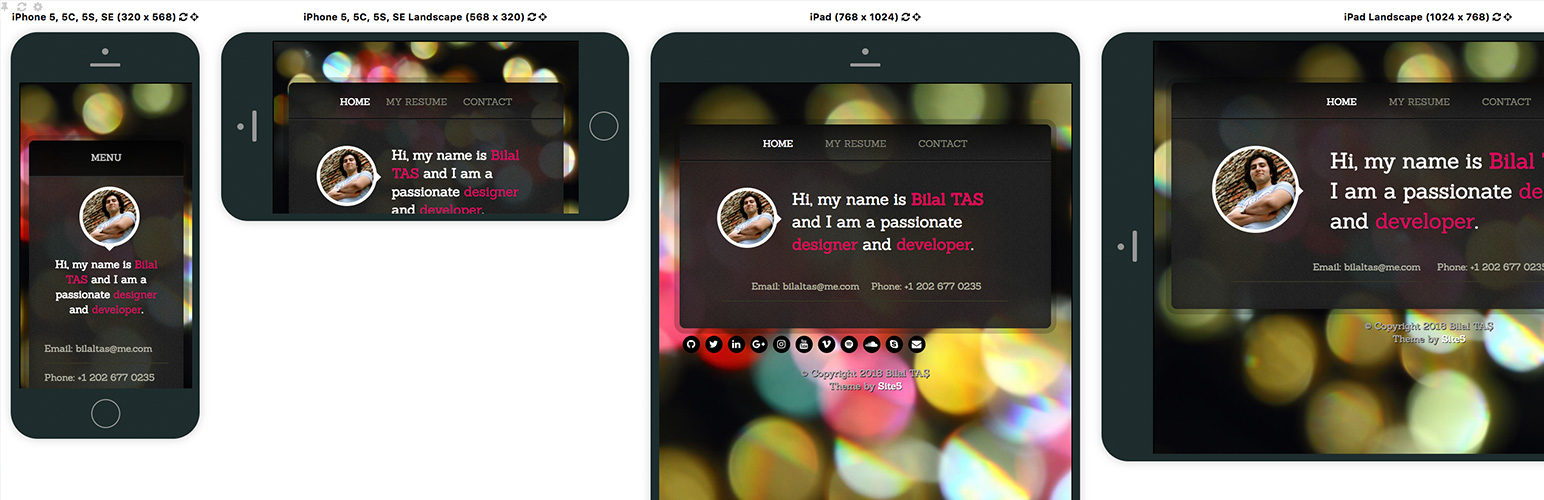 iPhone 5, 5C, 5S, SE (320 x 568)
MENU
Hi, my name is Bilal
TAS and I am a
passionate designer
and developer.
Email: bilaltas@me.com
Phone: +1 202 677 0235
iPhone 5, 5C, 5S, SE Landscape (568 x 320)
HOME MY RESUME CONTACT
Hi, my name is Bilal
TAS and I am a
passionate designer
and developer.
iPad (768 x 1024)
HOME MY RESUME CONTACT
Hi, my name is Bilal TAS
and I am a passionate
designer and developer.
Email: bilaltas@me.com Phone: +1 202 677 0235
© Copyright 2018 Bilal TAŞ
Theme by Site5
iPad Landscape (1024 x 768)
HOME MY RESUME CONTACT
Hi, my name is Bilal
I am a passionate de
and developer.
Email: bilaltas@me.com Phone: +1 202 677 0235
© Copyright 2018 Bilal TAŞ
Theme by Site5